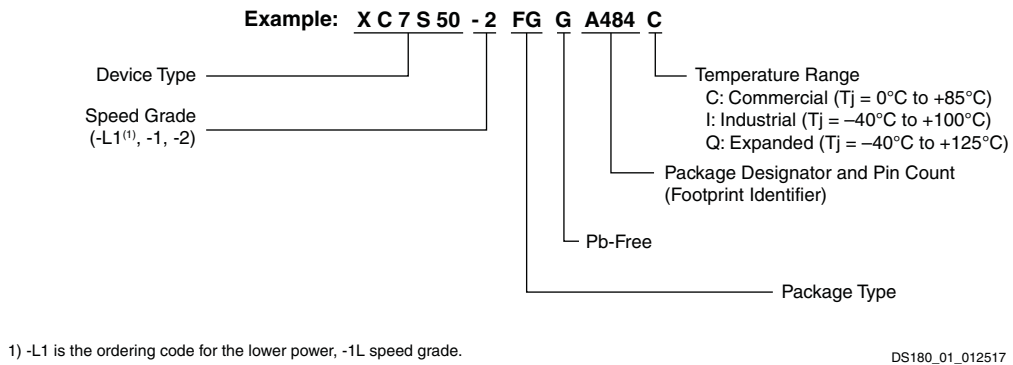 Example: XC7S50 -2 FG G A484 C
Device Type
Speed Grade
(-L1(1), -1, -2)
Temperature Range
C: Commercial (Tj = 0°C to +85°C)
I: Industrial (Tj = –40°C to +100°C)
Q: Expanded (Tj = –40°C to +125°C)
Package Designator and Pin Count
(Footprint Identifier)
Pb-Free
Package Type
1) -L1 is the ordering code for the lower power, -1L speed grade.
DS180_01_012517